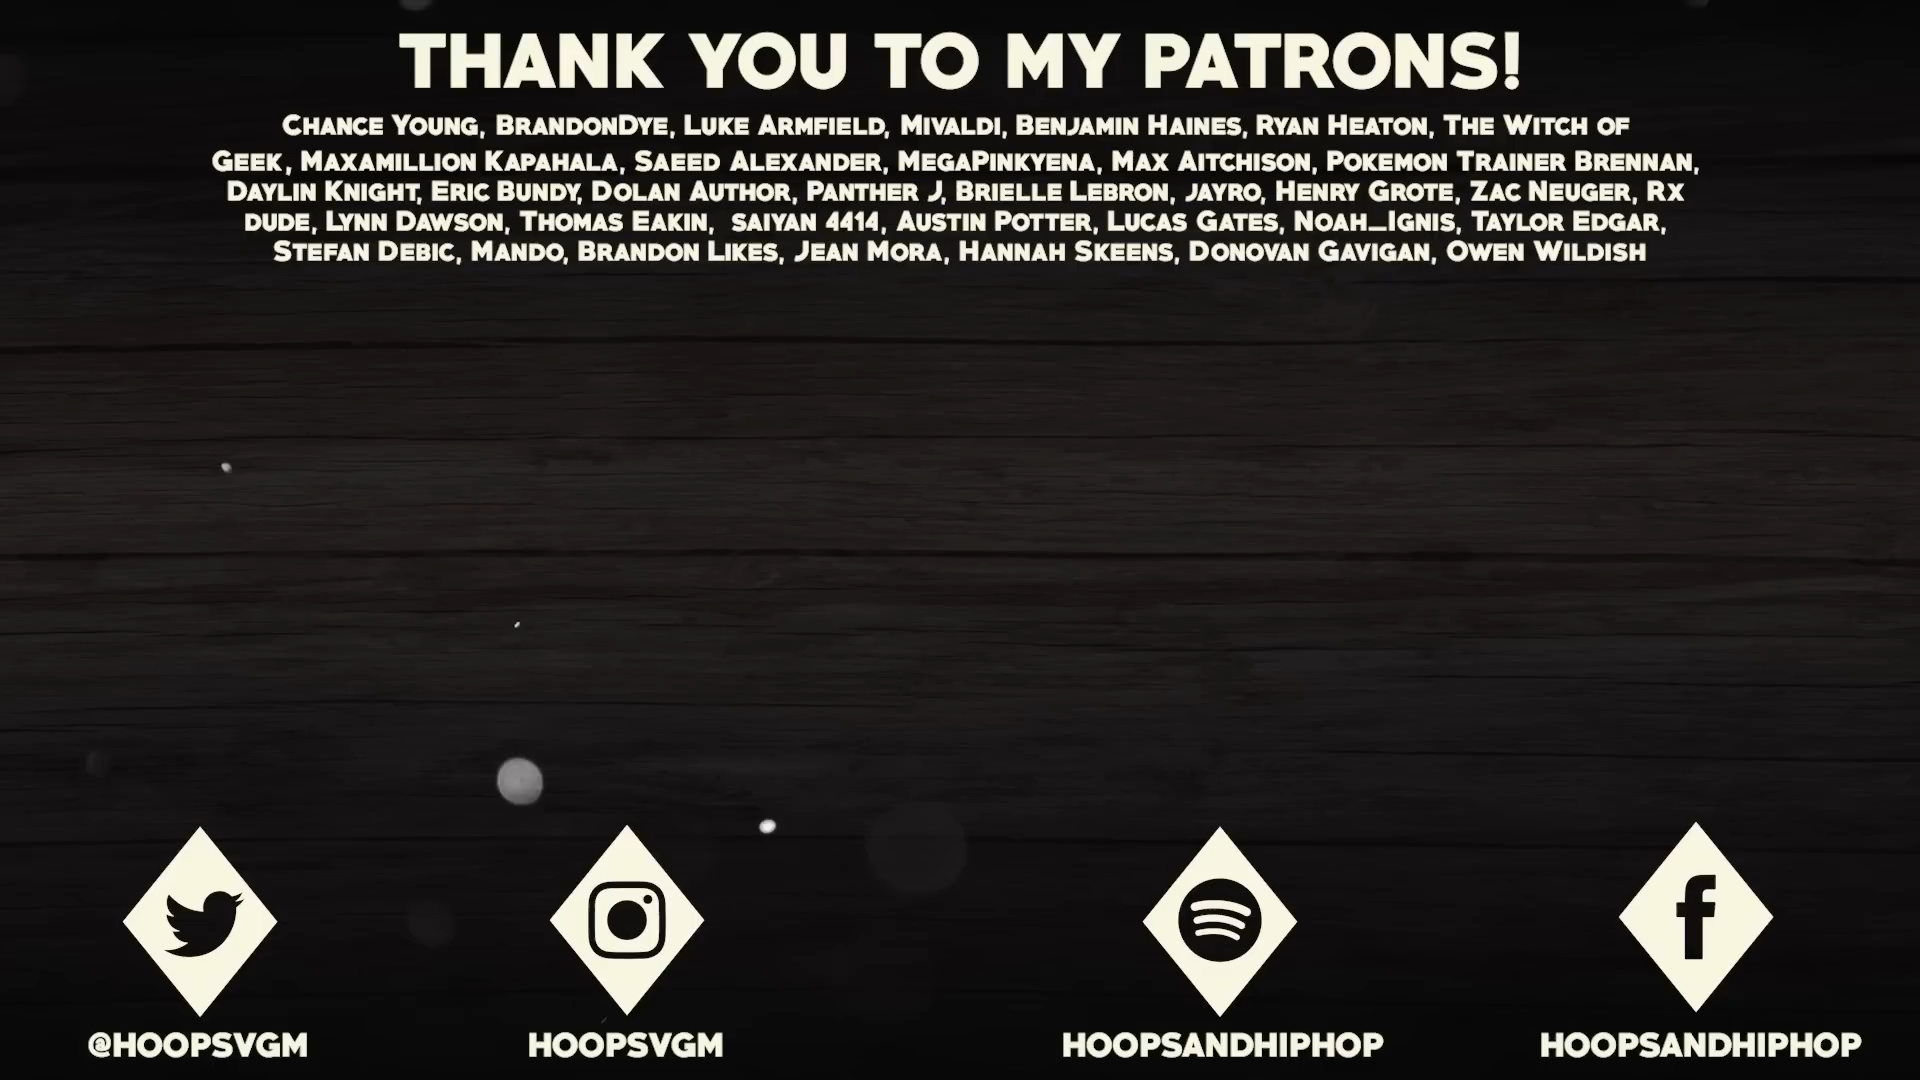 THANK YOU TO MY PATRONS!
Chance Young, BrandonDye, Luke Armfield, Mivaldi, Benjamin Haines, Ryan Heaton, The Witch of
Geek, Maxamillion Kapahala, Saeed Alexander, MegaPinkyena, Max Aitchison, Pokemon Trainer Brennan,
Daylin Knight, Eric Bundy, Dolan Author, Panther J, Brielle Lebron, jayro, Henry Grote, Zac Neuger, Rx
dude, Lynn Dawson, Thomas Eakin, saiyan 4414, Austin Potter, Lucas Gates, Noah_Ignis, Taylor Edgar,
Stefan Debic, Mando, Brandon Likes, Jean Mora, Hannah Skeens, Donovan Gavigan, Owen Wildish
@HOOPSVGM HOOPSVGM HOOPSANDHIPHOP HOOPSANDHIPHOP